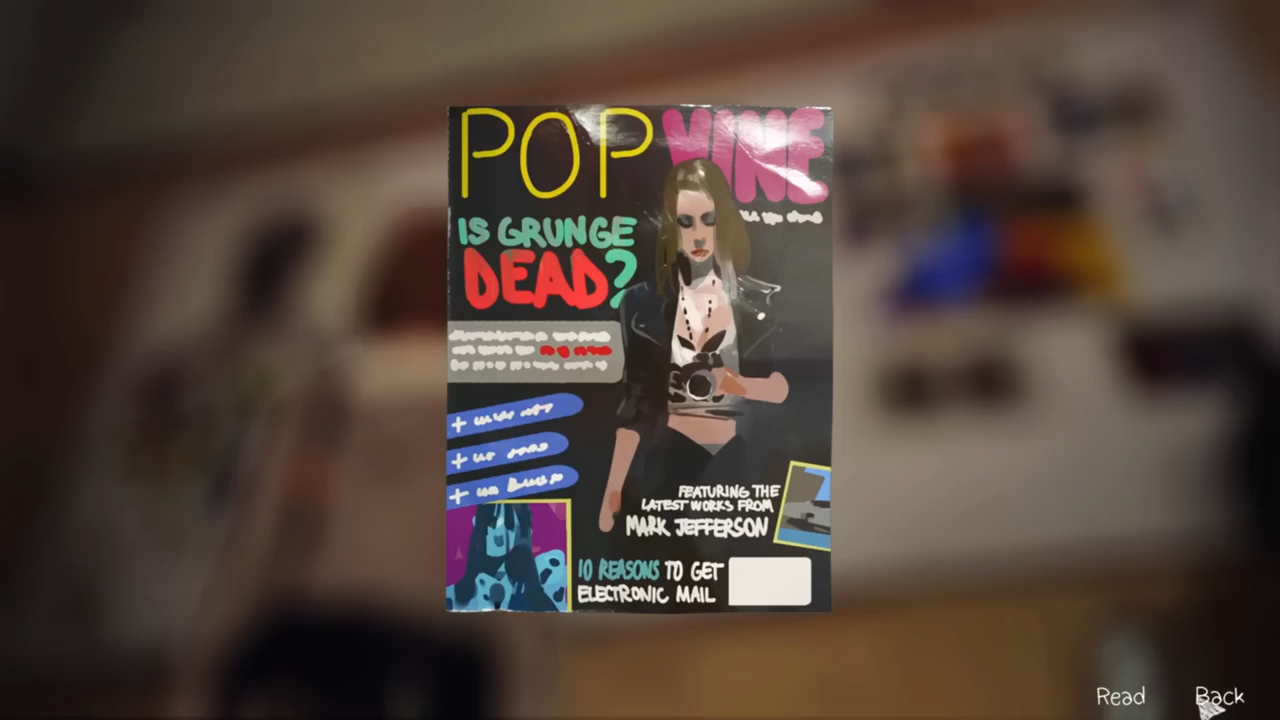 POP VINE
IS GRUNGE
DEAD?
FEATURING THE
LATEST WORKS FROM
MARK JEFFERSON
10 REASONS TO GET
ELECTRONIC MAIL
Read Back